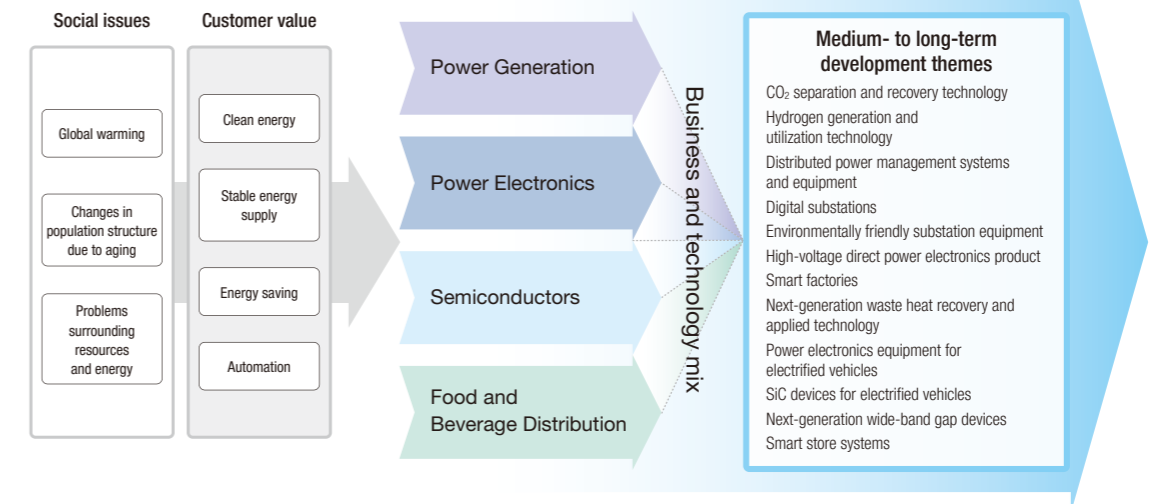 Social issues
Global warming
Changes in
population structure
due to aging
Problems
surrounding
resources
and energy
Customer value
Clean energy
Stable energy
supply
Energy saving
Automation
Power Generation
Power Electronics
Semiconductors
Food and
Beverage Distribution
Business and technology mix
Medium- to long-term
development themes
CO₂ separation and recovery technology
Hydrogen generation and
utilization technology
Distributed power management systems
and equipment
Digital substations
Environmentally friendly substation equipment
High-voltage direct power electronics product
Smart factories
Next-generation waste heat recovery and
applied technology
Power electronics equipment for
electrified vehicles
SiC devices for electrified vehicles
Next-generation wide-band gap devices
Smart store systems